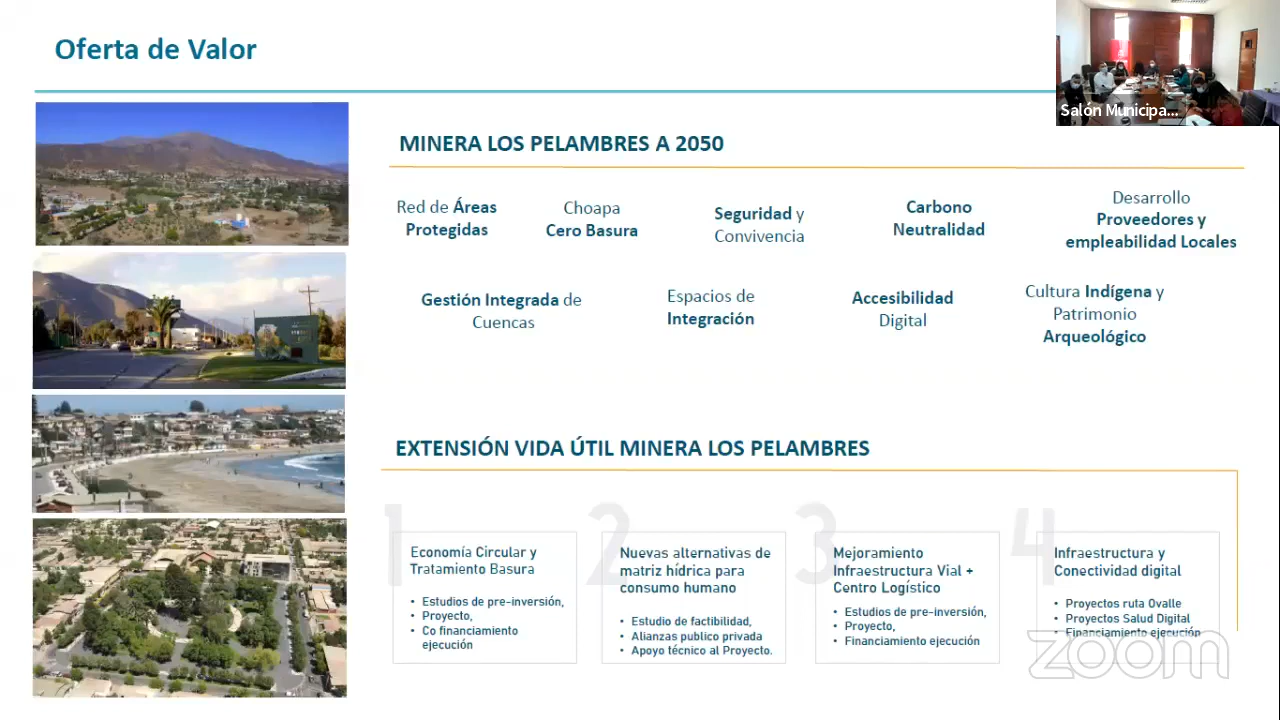 Oferta de Valor
Salón Municipa...
MINERA LOS PELAMBRES A 2050
Red de Áreas
Protegidas
Choapa
Cero Basura
Seguridad y
Convivencia
Carbono
Neutralidad
Desarrollo
Proveedores y
empleabilidad Locales
Gestión Integrada de
Cuencas
Espacios de
Integración
Accesibilidad
Digital
Cultura Indígena y
Patrimonio
Arqueológico
EXTENSIÓN VIDA ÚTIL MINERA LOS PELAMBRES
1
Economía Circular y
Tratamiento Basura
• Estudios de pre-inversión,
• Proyecto,
• Co financiamiento
ejecución
2
Nuevas alternativas de
matriz hídrica para
consumo humano
• Estudio de factibilidad,
• Alianzas publico privada
• Apoyo técnico al Proyecto.
3
Mejoramiento
Infraestructura Vial +
Centro Logístico
• Estudios de pre-inversión,
• Proyecto,
• Financiamiento ejecución
4
Infraestructura y
Conectividad digital
• Proyectos ruta Ovalle
• Proyectos Salud Digital
• Financiamiento ejecución
zoom